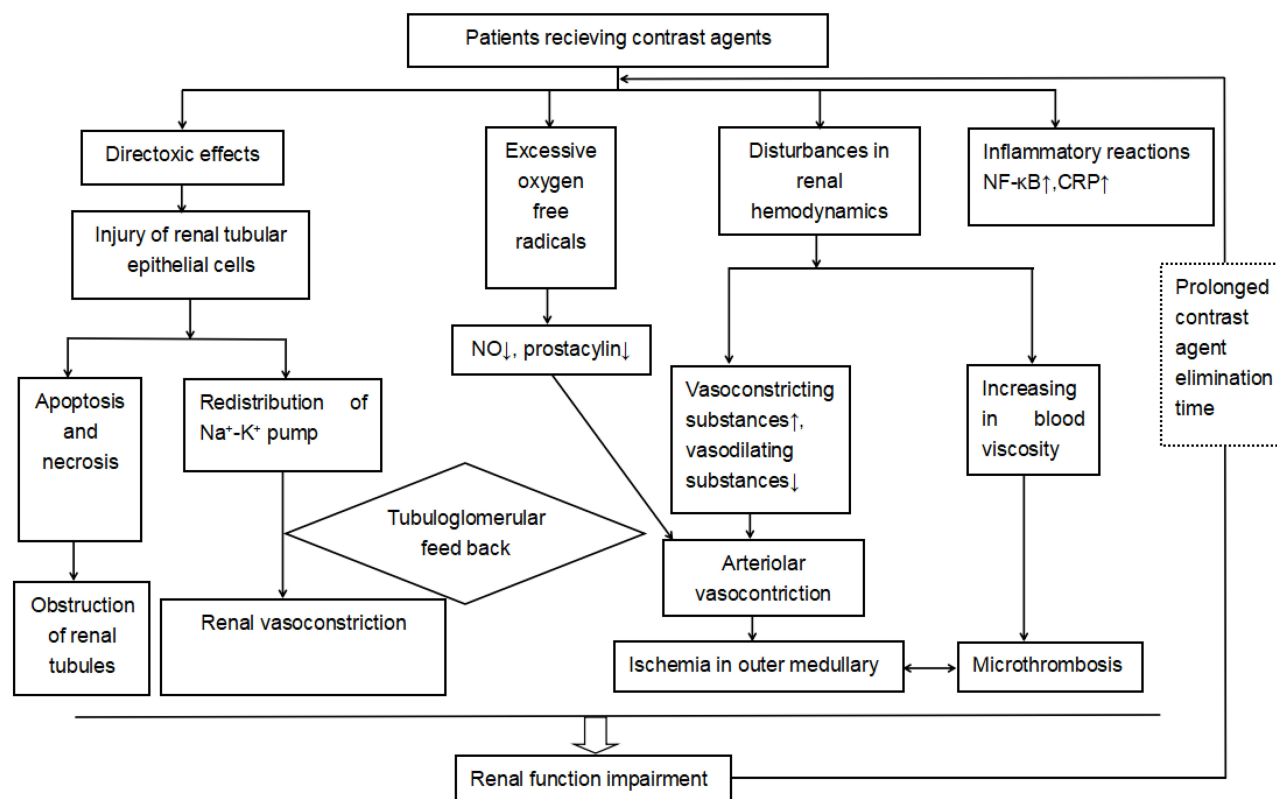 Patients recieving contrast agents
Directoxic effects
Excessive
oxygen
free
radicals
Disturbances in
renal
hemodynamics
Inflammatory reactions
NF-κB↑,CRP↑
Injury of renal tubular
epithelial cells
Prolonged
contrast
agent
elimination
time
NO↓, prostacylin↓
Apoptosis
and
necrosis
Redistribution of
Na⁺-K⁺ pump
Vasoconstricting
substances↑,
vasodilating
substances↓
Increasing
in blood
viscosity
Tubuloglomerular
feed back
Arteriolar
vasocontriction
Obstruction
of renal
tubules
Renal vasoconstriction
Ischemia in outer medullary
Microthrombosis
Renal function impairment